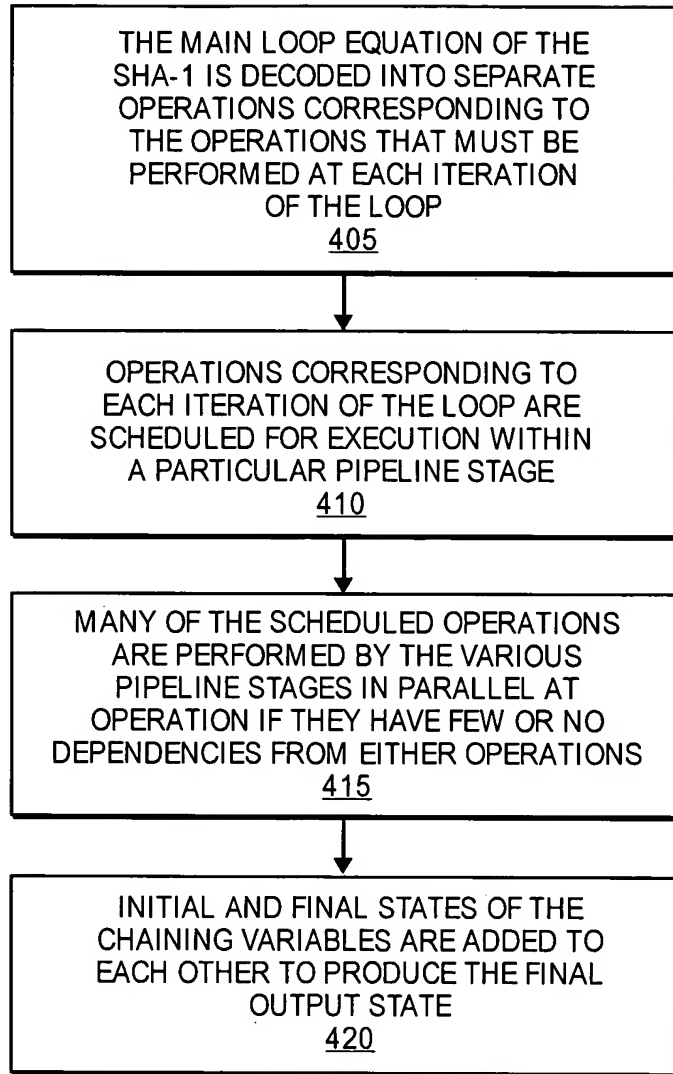 THE MAIN LOOP EQUATION OF THE
SHA-1 IS DECODED INTO SEPARATE
OPERATIONS CORRESPONDING TO
THE OPERATIONS THAT MUST BE
PERFORMED AT EACH ITERATION
OF THE LOOP
405
OPERATIONS CORRESPONDING TO
EACH ITERATION OF THE LOOP ARE
SCHEDULED FOR EXECUTION WITHIN
A PARTICULAR PIPELINE STAGE
410
MANY OF THE SCHEDULED OPERATIONS
ARE PERFORMED BY THE VARIOUS
PIPELINE STAGES IN PARALLEL AT
OPERATION IF THEY HAVE FEW OR NO
DEPENDENCIES FROM EITHER OPERATIONS
415
INITIAL AND FINAL STATES OF THE
CHAINING VARIABLES ARE ADDED TO
EACH OTHER TO PRODUCE THE FINAL
OUTPUT STATE
420